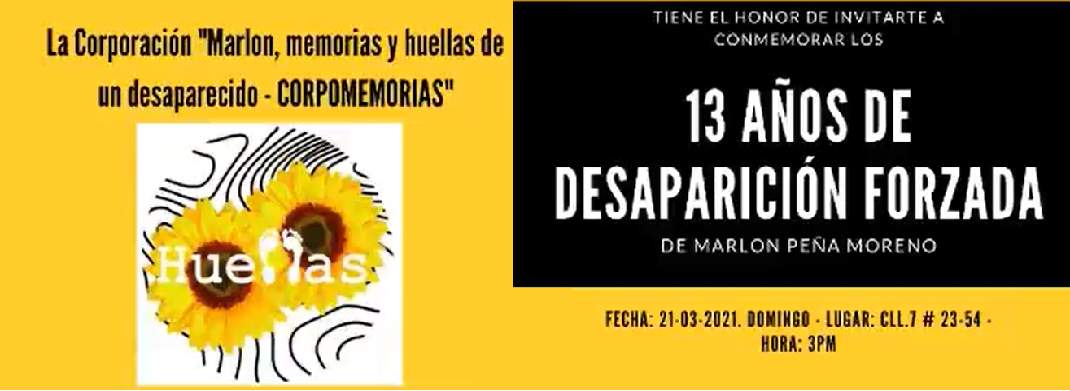 La Corporación "Marlon, memorias y huellas de
un desaparecido - CORPOMEMORIAS"
Huellas
TIENE EL HONOR DE INVITARTE A
CONMEMORAR LOS
13 AÑOS DE
DESAPARICIÓN FORZADA
DE MARLON PEÑA MORENO
FECHA: 21-03-2021. DOMINGO - LUGAR: CLL.7 # 23-54 -
HORA: 3PM